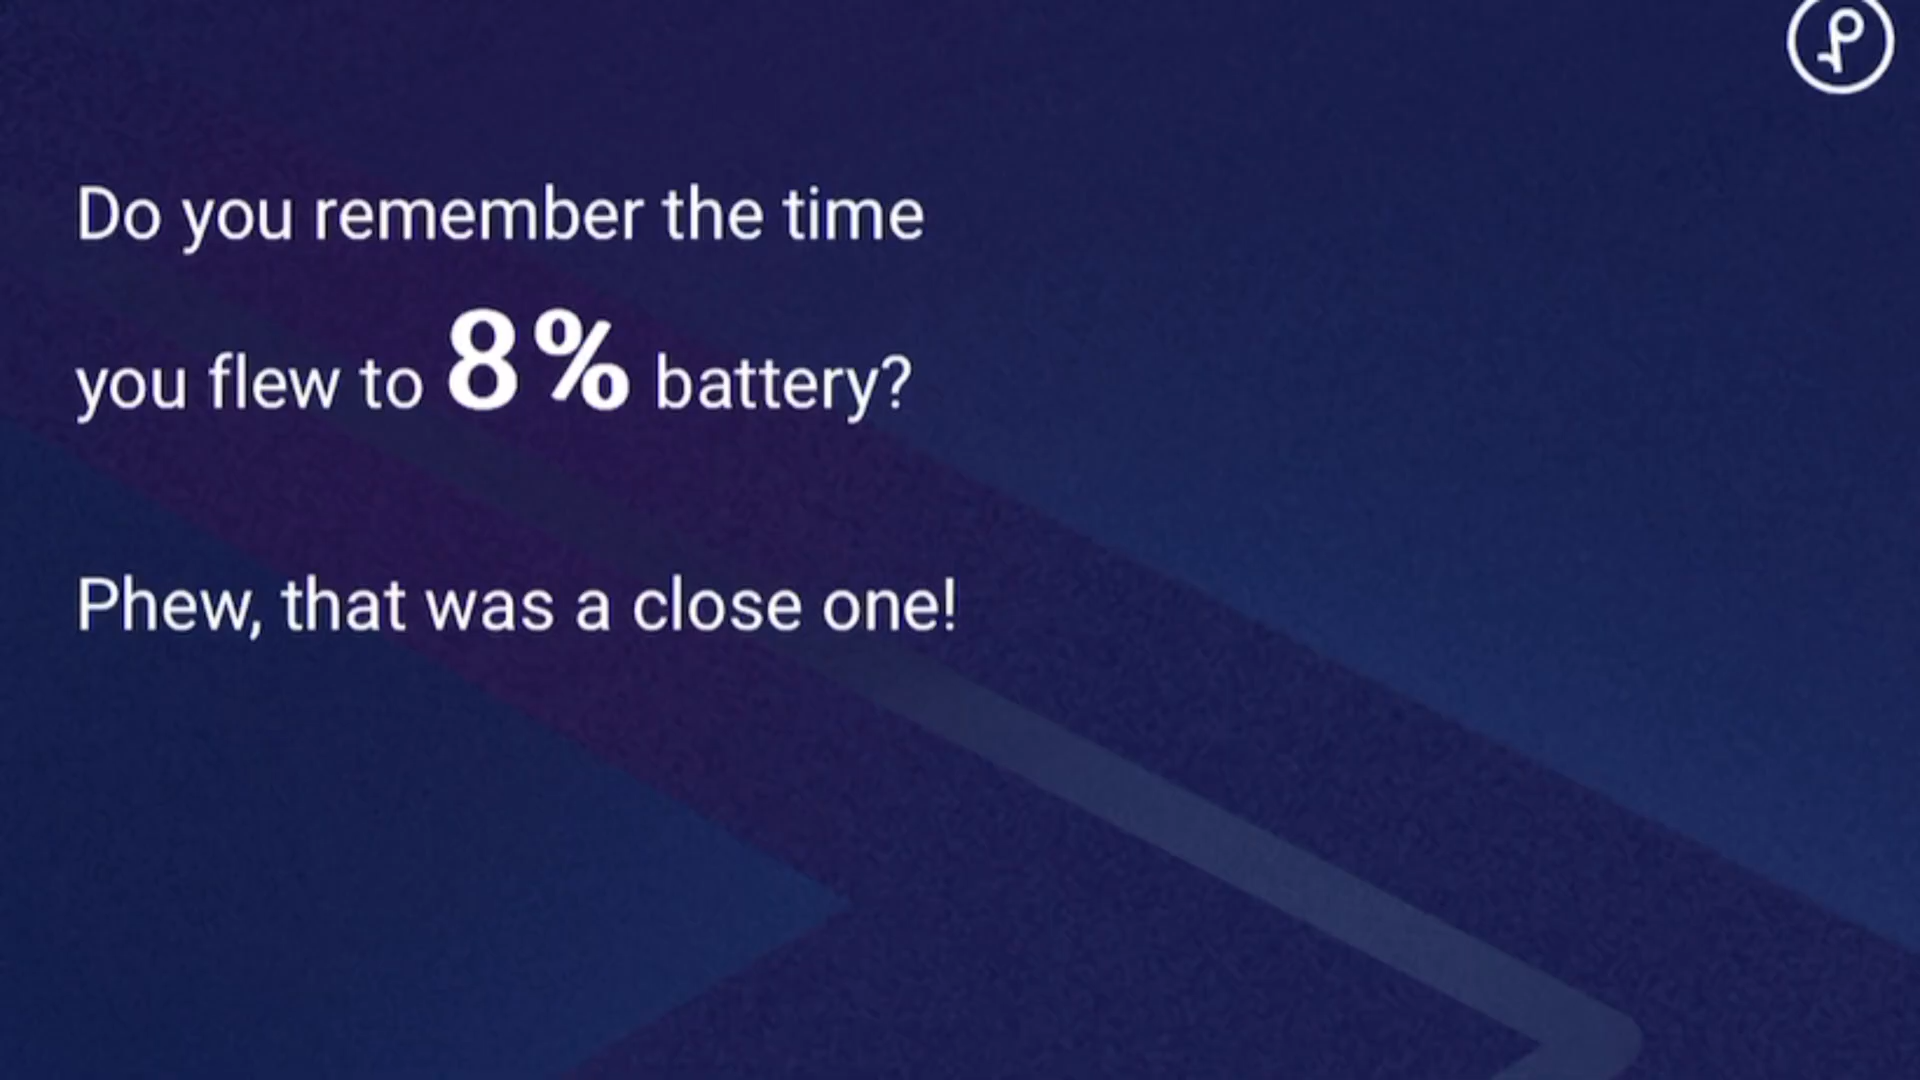 Do you remember the time
you flew to 8% battery?
Phew, that was a close one!